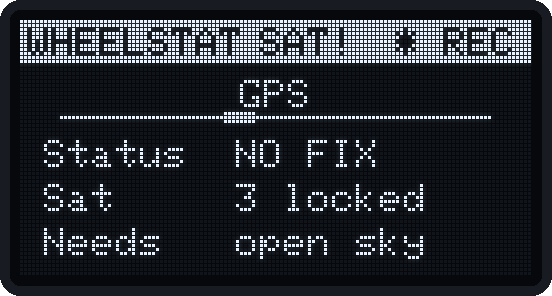 WHEELSTAT SAT! * REC
GPS
Status NO FIX
Sat 3 locked
Needs open sky